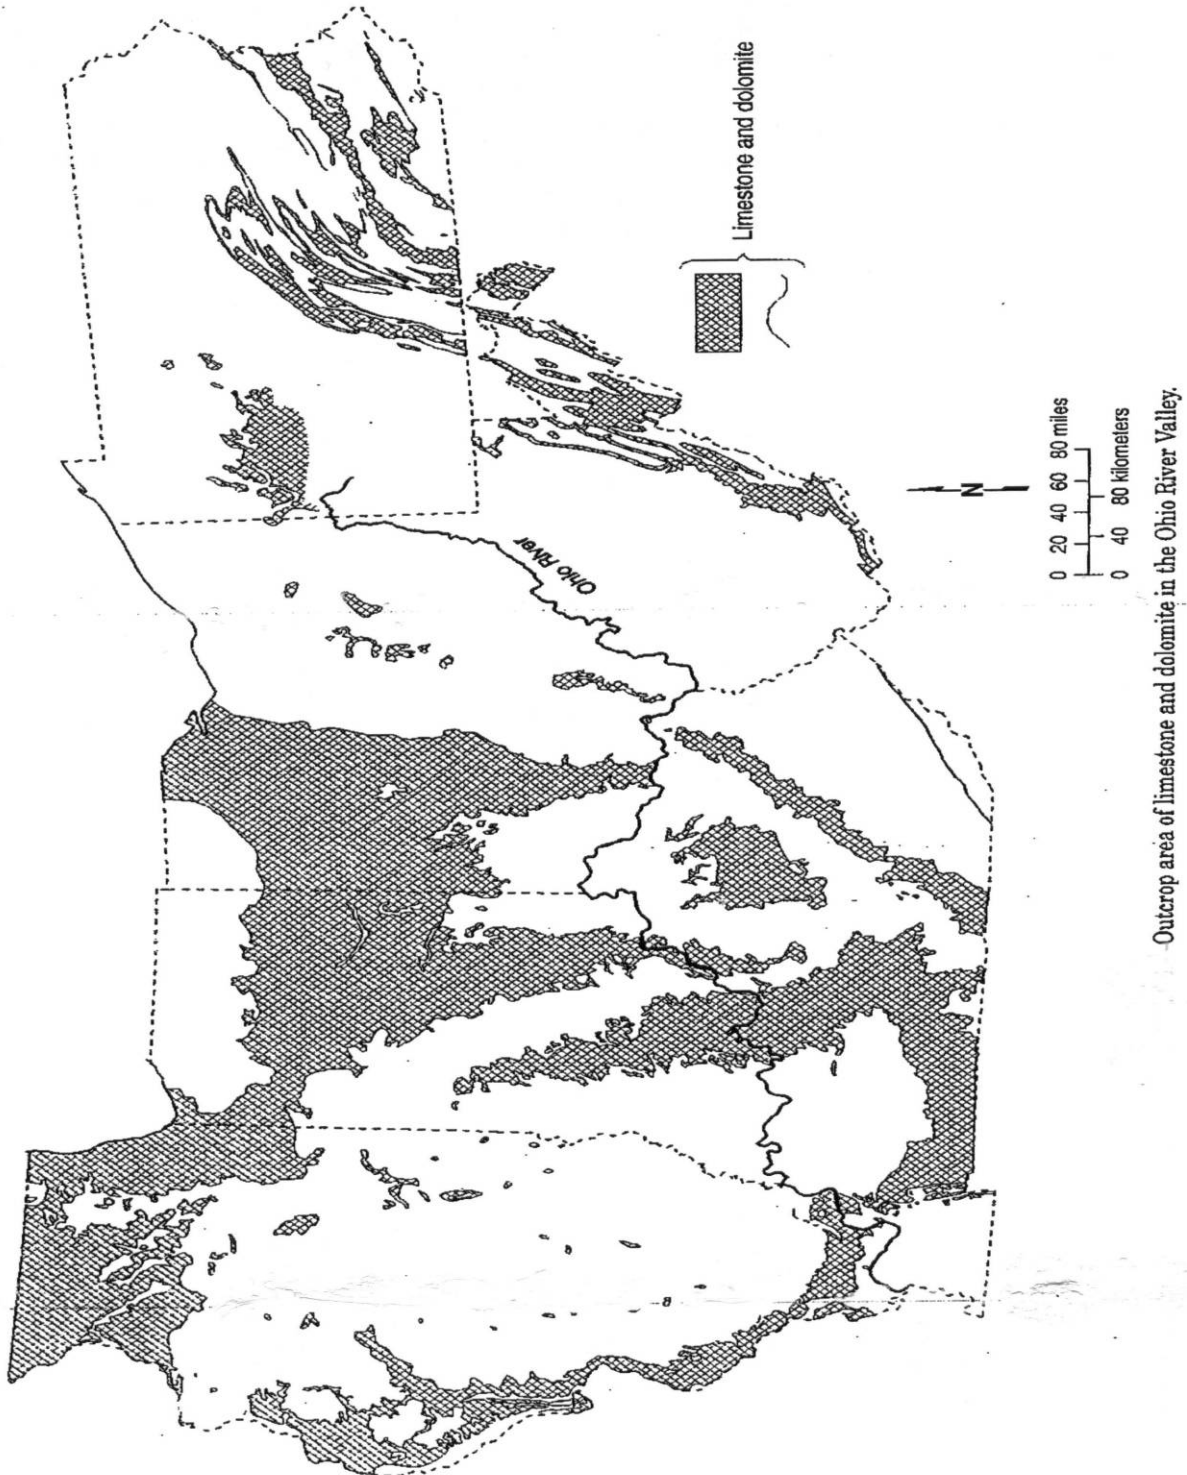 Ohio River
Limestone and dolomite
N
0 20 40 60 80 miles
0 40 80 kilometers
Outcrop area of limestone and dolomite in the Ohio River Valley.